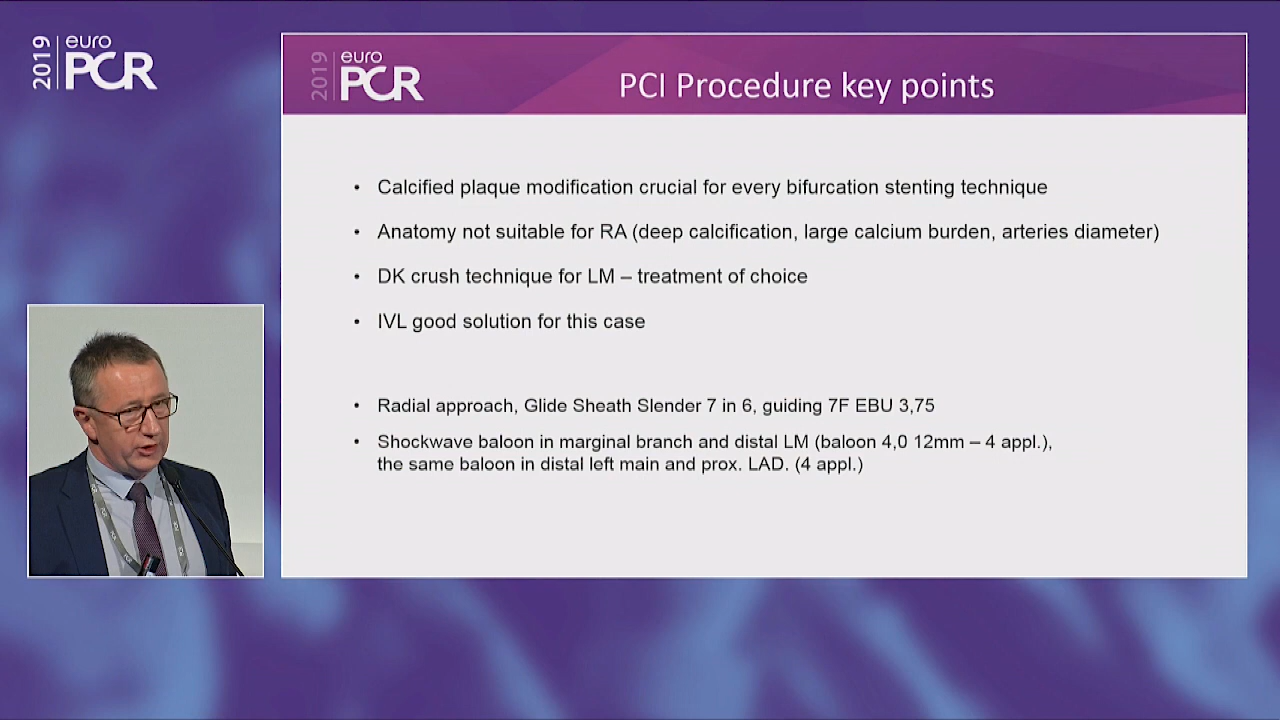 2019
euro
PCR
2019
euro
PCR
PCI Procedure key points
• Calcified plaque modification crucial for every bifurcation stenting technique
• Anatomy not suitable for RA (deep calcification, large calcium burden, arteries diameter)
• DK crush technique for LM – treatment of choice
• IVL good solution for this case
• Radial approach, Glide Sheath Slender 7 in 6, guiding 7F EBU 3,75
• Shockwave baloon in marginal branch and distal LM (baloon 4,0 12mm – 4 appl.),
the same baloon in distal left main and prox. LAD. (4 appl.)